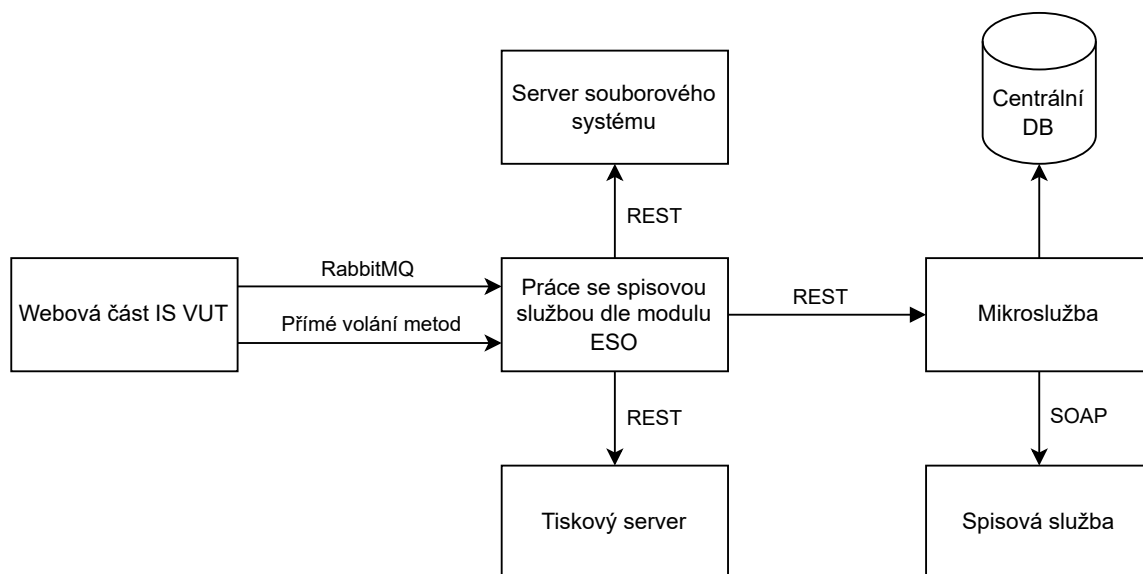 Server souborového
systému
Centrální
DB
REST
RabbitMQ
Webová část IS VUT
Přímé volání metod
Práce se spisovou
službou dle modulu
ESO
REST
Mikroslužba
REST
SOAP
Tiskový server
Spisová služba